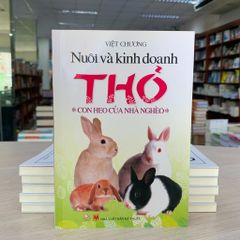 VIỆT CHƯƠNG
Nuôi và kinh doanh
THỎ
CON HEO CỦA NHÀ NGHÈO